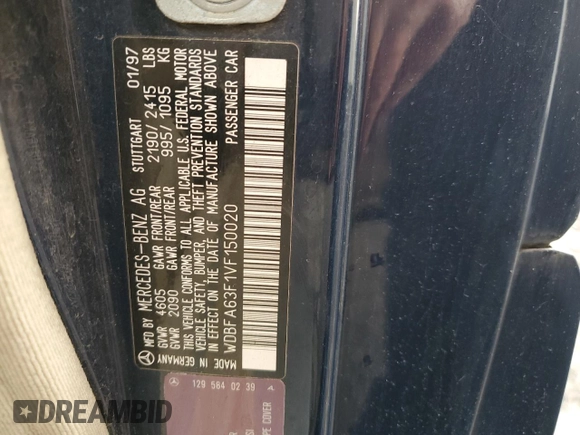 MFD BY MERCEDES-BENZ AG STUTTGART 01/97
GVWR 4605 GAWR FRONT/REAR 2190/2415 LBS
GVWR 2090 GAWR FRONT/REAR 995/1095 KG
THIS VEHICLE CONFORMS TO ALL APPLICABLE U.S. FEDERAL MOTOR
VEHICLE SAFETY, BUMPER, AND THEFT PREVENTION STANDARDS
IN EFFECT ON THE DATE OF MANUFACTURE SHOWN ABOVE
WDBFA63F1VF150020 PASSENGER CAR
MADE IN GERMANY
129 584 02 39 A
PE COVER
DREAMBID